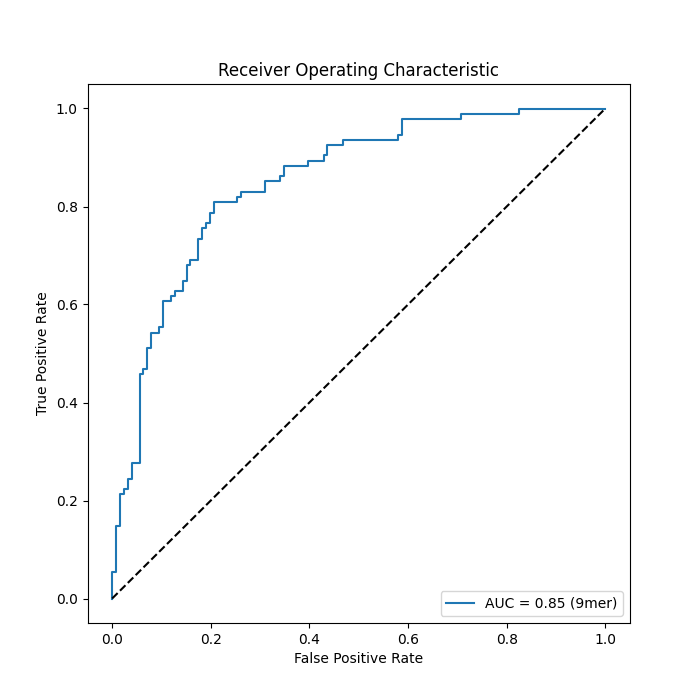 Receiver Operating Characteristic
True Positive Rate
1.0
0.8
0.6
0.4
0.2
0.0
AUC = 0.85 (9mer)
0.0 0.2 0.4 0.6 0.8 1.0
False Positive Rate